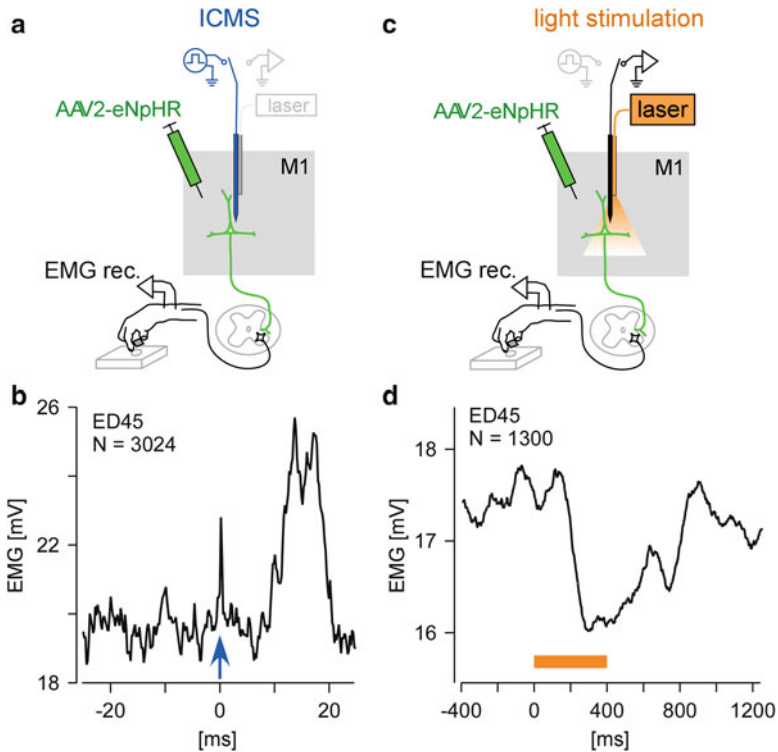 a
ICMS
AAV2-eNpHR
laser
M1
EMG rec.
b
ED45
N = 3024
26
22
18
EMG [mV]
-20
0
20
[ms]
c
light stimulation
AAV2-eNpHR
laser
M1
EMG rec.
d
ED45
N = 1300
18
17
16
EMG [mV]
-400
0
400
800
1200
[ms]